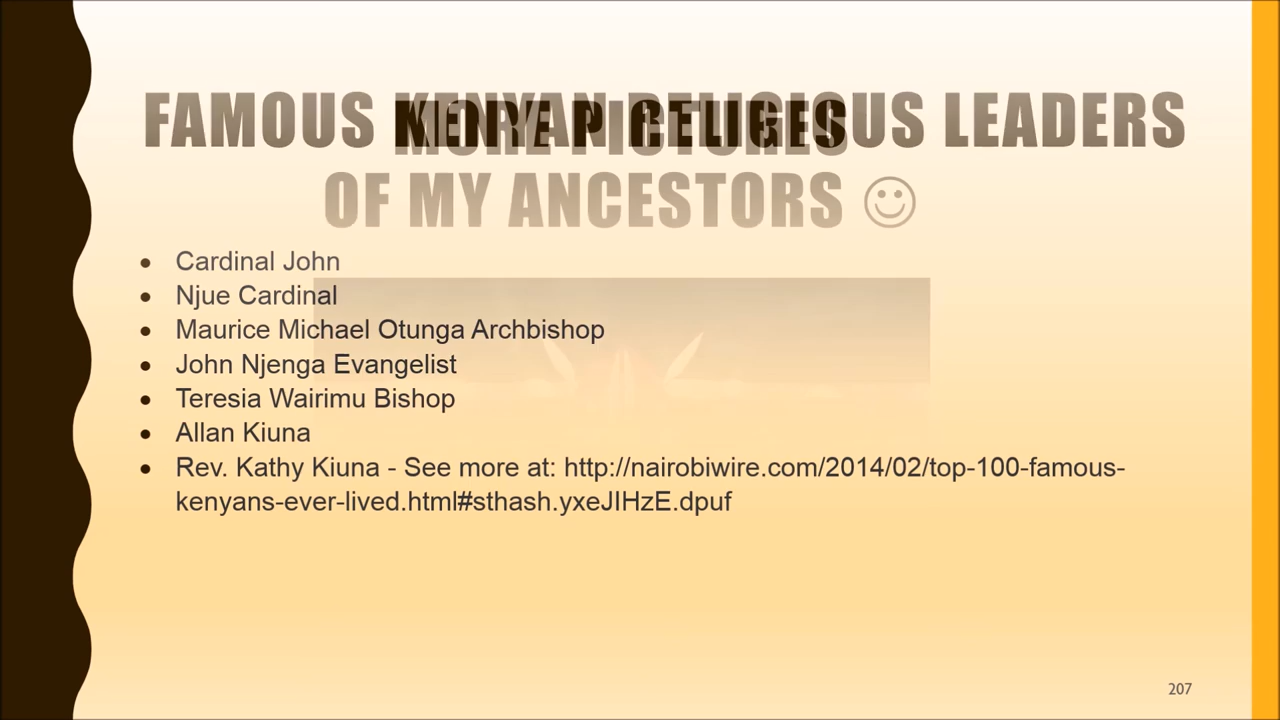 FAMOUS KENYAN RELIGIOUS LEADERS
MORE PICTURES
OF MY ANCESTORS ☺
• Cardinal John
• Njue Cardinal
• Maurice Michael Otunga Archbishop
• John Njenga Evangelist
• Teresia Wairimu Bishop
• Allan Kiuna
• Rev. Kathy Kiuna - See more at: http://nairobiwire.com/2014/02/top-100-famous-
kenyans-ever-lived.html#sthash.yxeJIHzE.dpuf
207